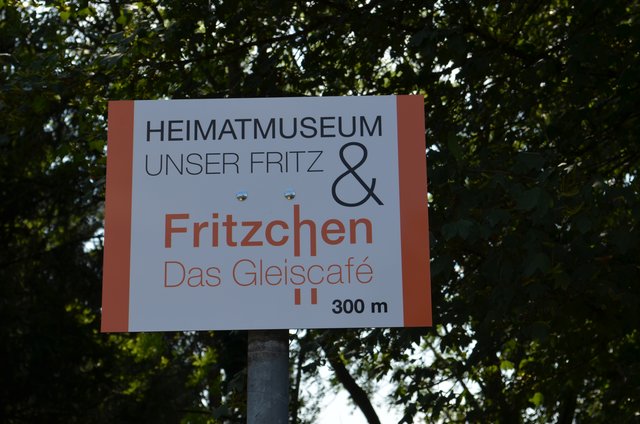 HEIMATMUSEUM
UNSER FRITZ
&
Fritzchen
Das Gleiscafé
300 m